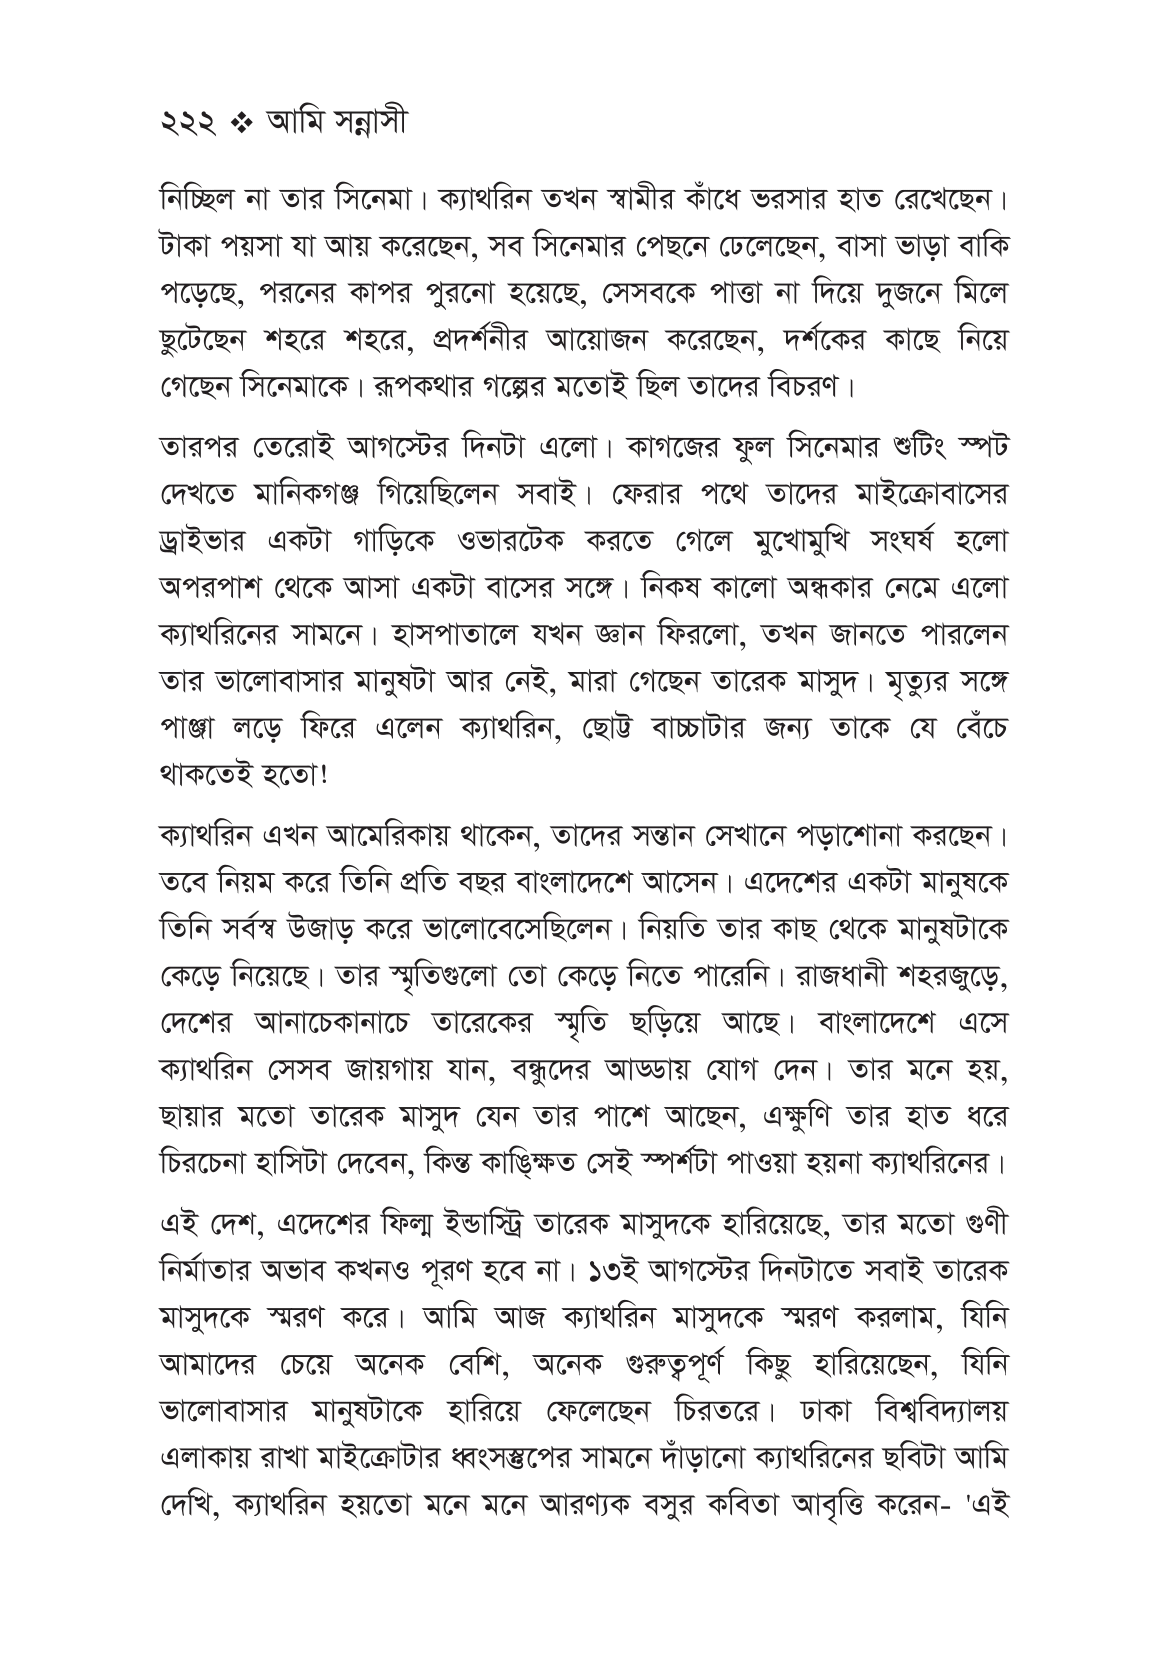 ২২২ ❖ আমি সন্নাসী
নিচ্ছিল না তার সিনেমা। ক্যাথরিন তখন স্বামীর কাঁধে ভরসার হাত রেখেছেন।
টাকা পয়সা যা আয় করেছেন, সব সিনেমার পেছনে ঢেলেছেন, বাসা ভাড়া বাকি
পড়েছে, পরনের কাপর পুরনো হয়েছে, সেসবকে পাত্তা না দিয়ে দুজনে মিলে
ছুটেছেন শহরে শহরে, প্রদর্শনীর আয়োজন করেছেন, দর্শকের কাছে নিয়ে
গেছেন সিনেমাকে। রূপকথার গল্পের মতোই ছিল তাদের বিচরণ।
তারপর তেরোই আগস্টের দিনটা এলো। কাগজের ফুল সিনেমার শুটিং স্পট
দেখতে মানিকগঞ্জ গিয়েছিলেন সবাই। ফেরার পথে তাদের মাইক্রোবাসের
ড্রাইভার একটা গাড়িকে ওভারটেক করতে গেলে মুখোমুখি সংঘর্ষ হলো
অপরপাশ থেকে আসা একটা বাসের সঙ্গে। নিকষ কালো অন্ধকার নেমে এলো
ক্যাথরিনের সামনে। হাসপাতালে যখন জ্ঞান ফিরলো, তখন জানতে পারলেন
তার ভালোবাসার মানুষটা আর নেই, মারা গেছেন তারেক মাসুদ। মৃত্যুর সঙ্গে
পাঞ্জা লড়ে ফিরে এলেন ক্যাথরিন, ছোট্ট বাচ্চাটার জন্য তাকে যে বেঁচে
থাকতেই হতো!
ক্যাথরিন এখন আমেরিকায় থাকেন, তাদের সন্তান সেখানে পড়াশোনা করছেন।
তবে নিয়ম করে তিনি প্রতি বছর বাংলাদেশে আসেন। এদেশের একটা মানুষকে
তিনি সর্বস্ব উজাড় করে ভালোবেসেছিলেন। নিয়তি তার কাছ থেকে মানুষটাকে
কেড়ে নিয়েছে। তার স্মৃতিগুলো তো কেড়ে নিতে পারেনি। রাজধানী শহরজুড়ে,
দেশের আনাচেকানাচে তারেকের স্মৃতি ছড়িয়ে আছে। বাংলাদেশে এসে
ক্যাথরিন সেসব জায়গায় যান, বন্ধুদের আড্ডায় যোগ দেন। তার মনে হয়,
ছায়ার মতো তারেক মাসুদ যেন তার পাশে আছেন, এক্ষুণি তার হাত ধরে
চিরচেনা হাসিটা দেবেন, কিন্ত কাঙ্ক্ষিত সেই স্পর্শটা পাওয়া হয়না ক্যাথরিনের।
এই দেশ, এদেশের ফিল্ম ইন্ডাস্ট্রি তারেক মাসুদকে হারিয়েছে, তার মতো গুণী
নির্মাতার অভাব কখনও পূরণ হবে না। ১৩ই আগস্টের দিনটাতে সবাই তারেক
মাসুদকে স্মরণ করে। আমি আজ ক্যাথরিন মাসুদকে স্মরণ করলাম, যিনি
আমাদের চেয়ে অনেক বেশি, অনেক গুরুত্বপূর্ণ কিছু হারিয়েছেন, যিনি
ভালোবাসার মানুষটাকে হারিয়ে ফেলেছেন চিরতরে। ঢাকা বিশ্ববিদ্যালয়
এলাকায় রাখা মাইক্রোটার ধ্বংসস্তুপের সামনে দাঁড়ানো ক্যাথরিনের ছবিটা আমি
দেখি, ক্যাথরিন হয়তো মনে মনে আরণ্যক বসুর কবিতা আবৃত্তি করেন- 'এই